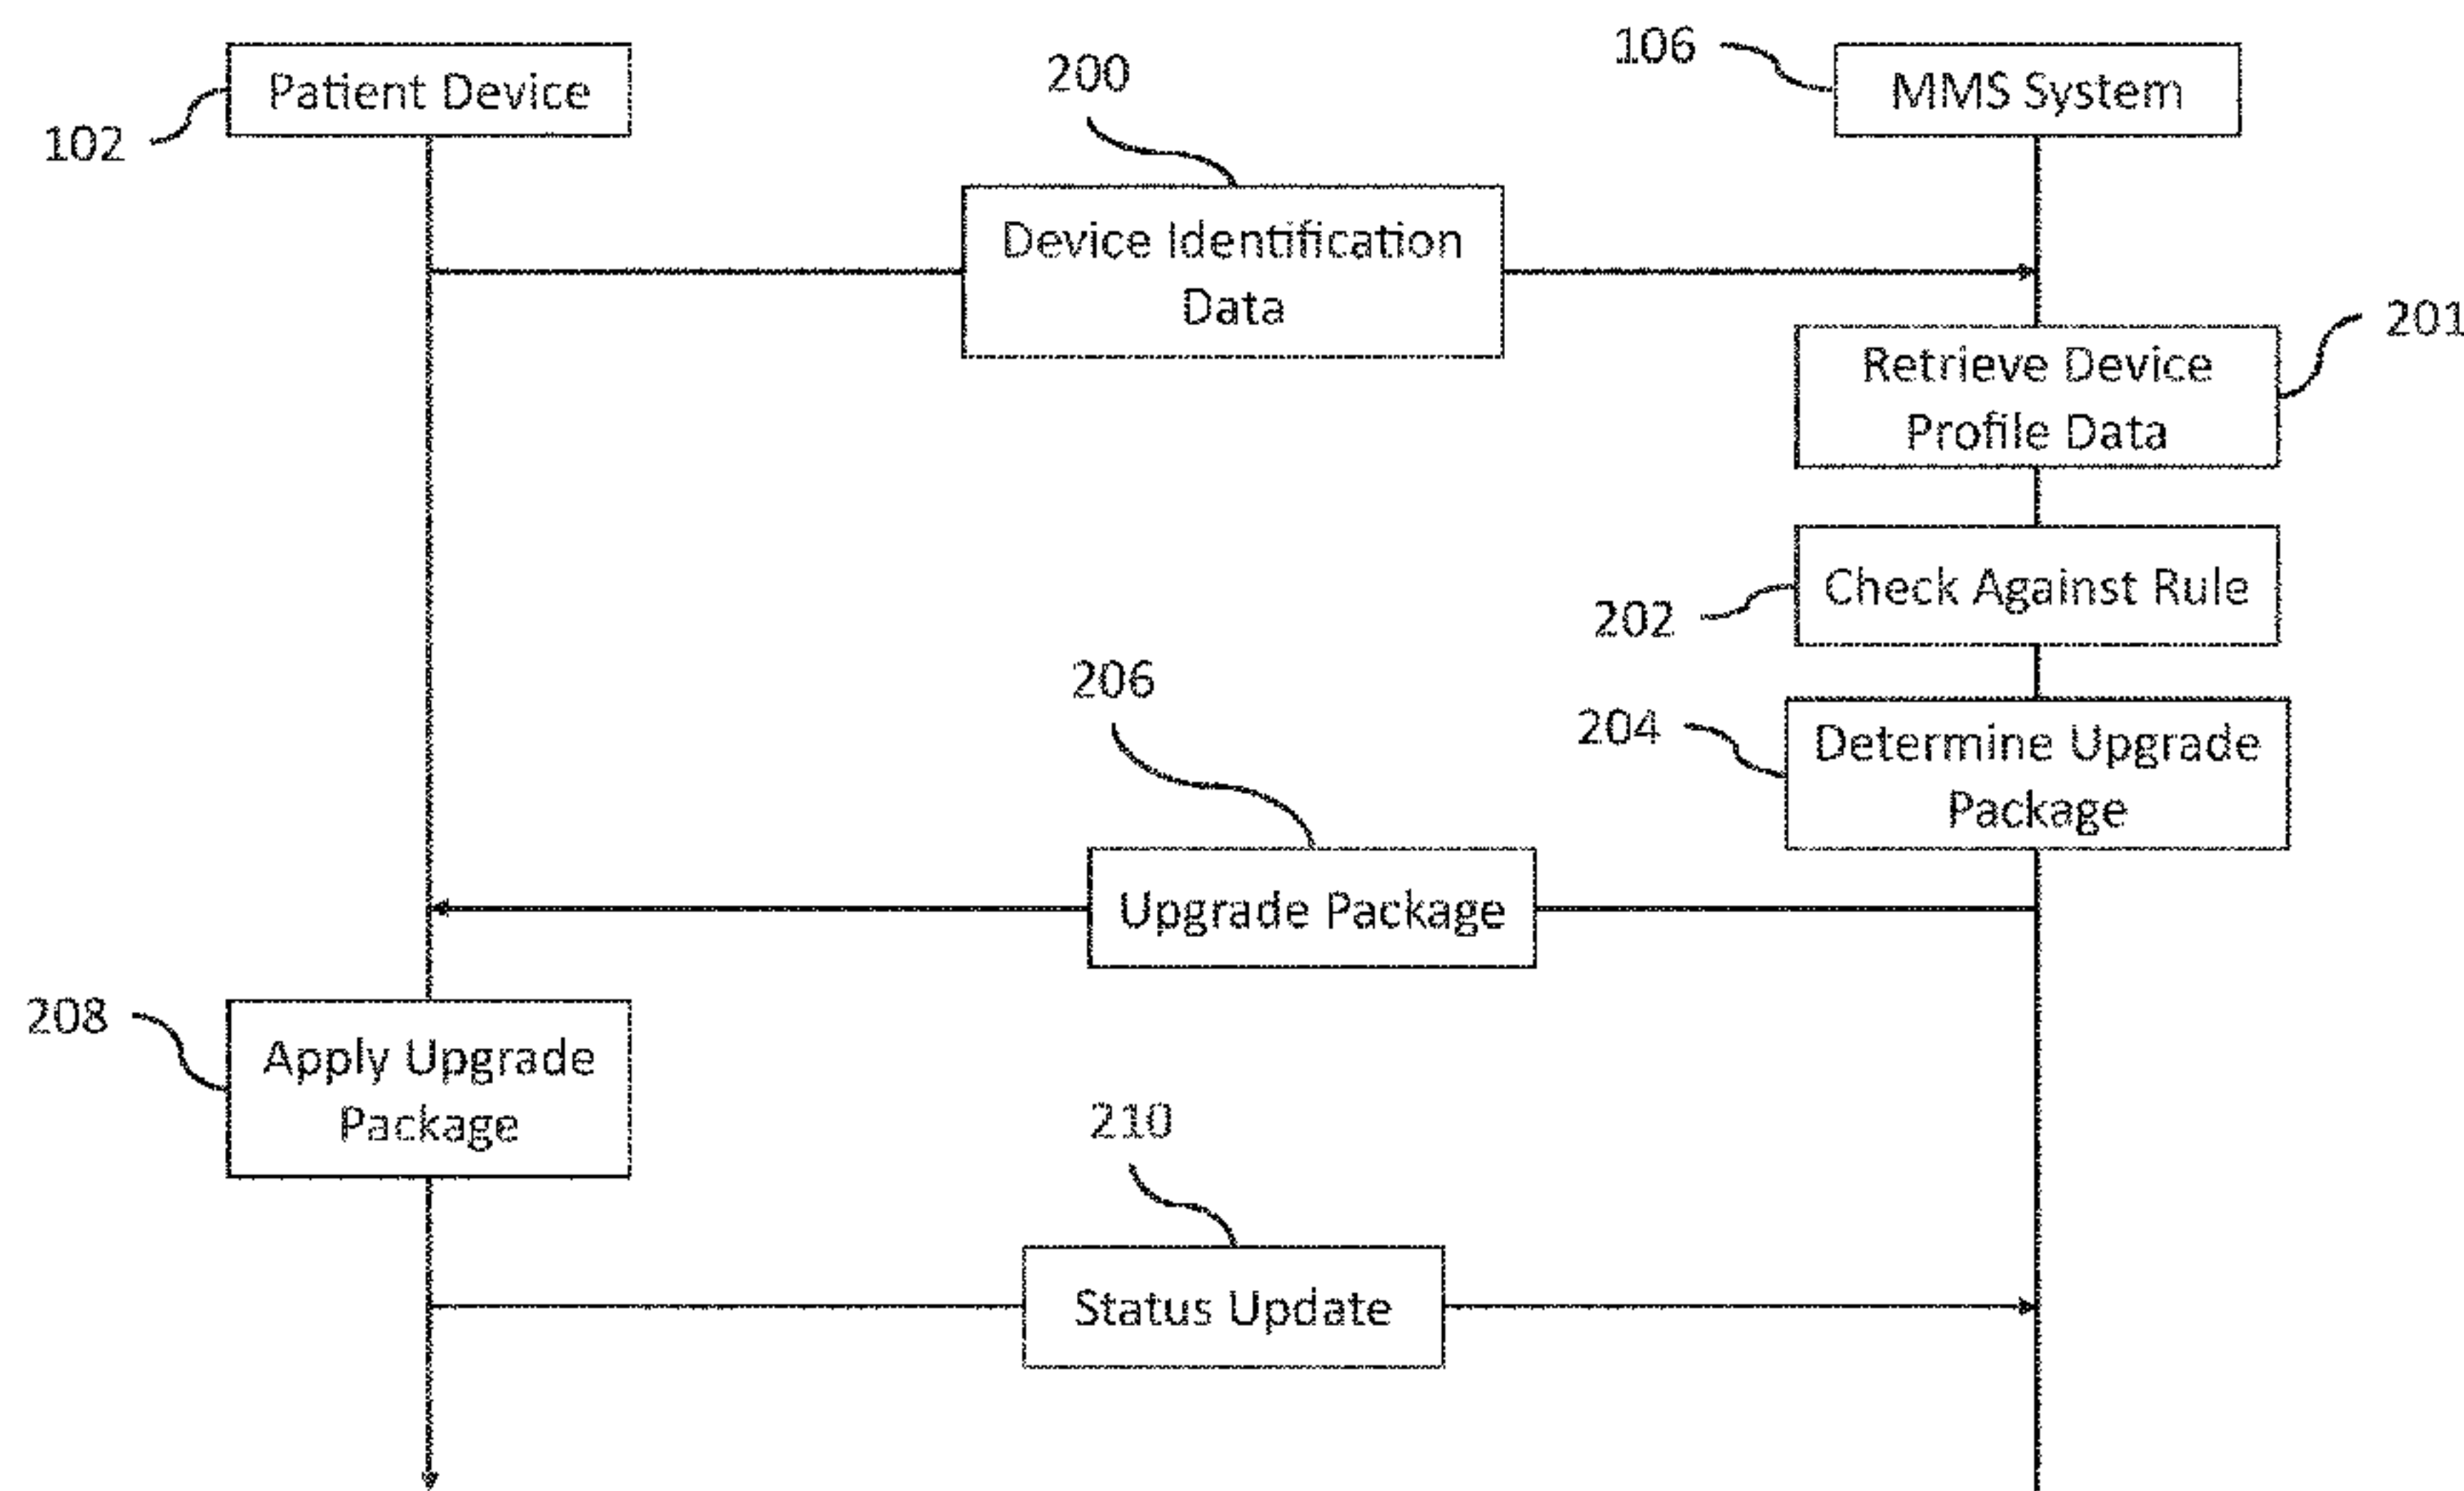 106
Patient Device
MMS System
200
102
Device Identification
Data
201
Retrieve Device
Profile Data
Check Against Rule
202
206
204
Determine Upgrade
Package
Upgrade Package
208
Apply Upgrade
Package
210
Status Update